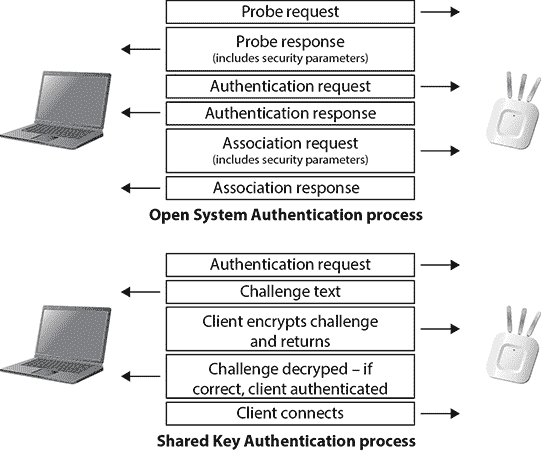 Probe request
Probe response
(includes security parameters)
Authentication request
Authentication response
Association request
(includes security parameters)
Association response
Open System Authentication process
Authentication request
Challenge text
Client encrypts challenge
and returns
Challenge decryped – if
correct, client authenticated
Client connects
Shared Key Authentication process